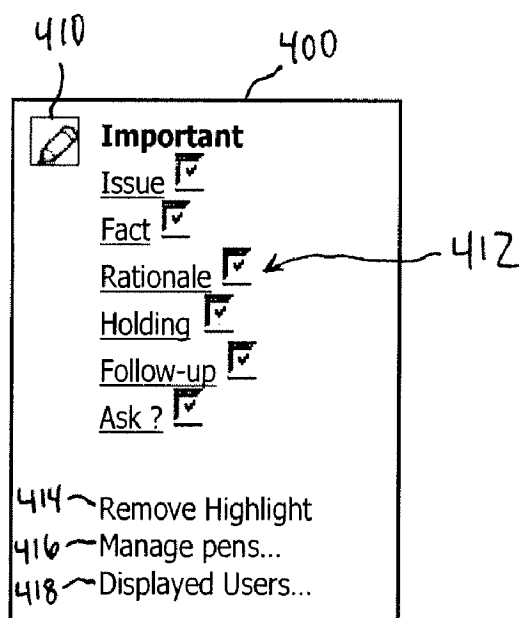 410
400
Important
Issue
Fact
Rationale
412
Holding
Follow-up
Ask ?
414 Remove Highlight
416 Manage pens...
418 Displayed Users...